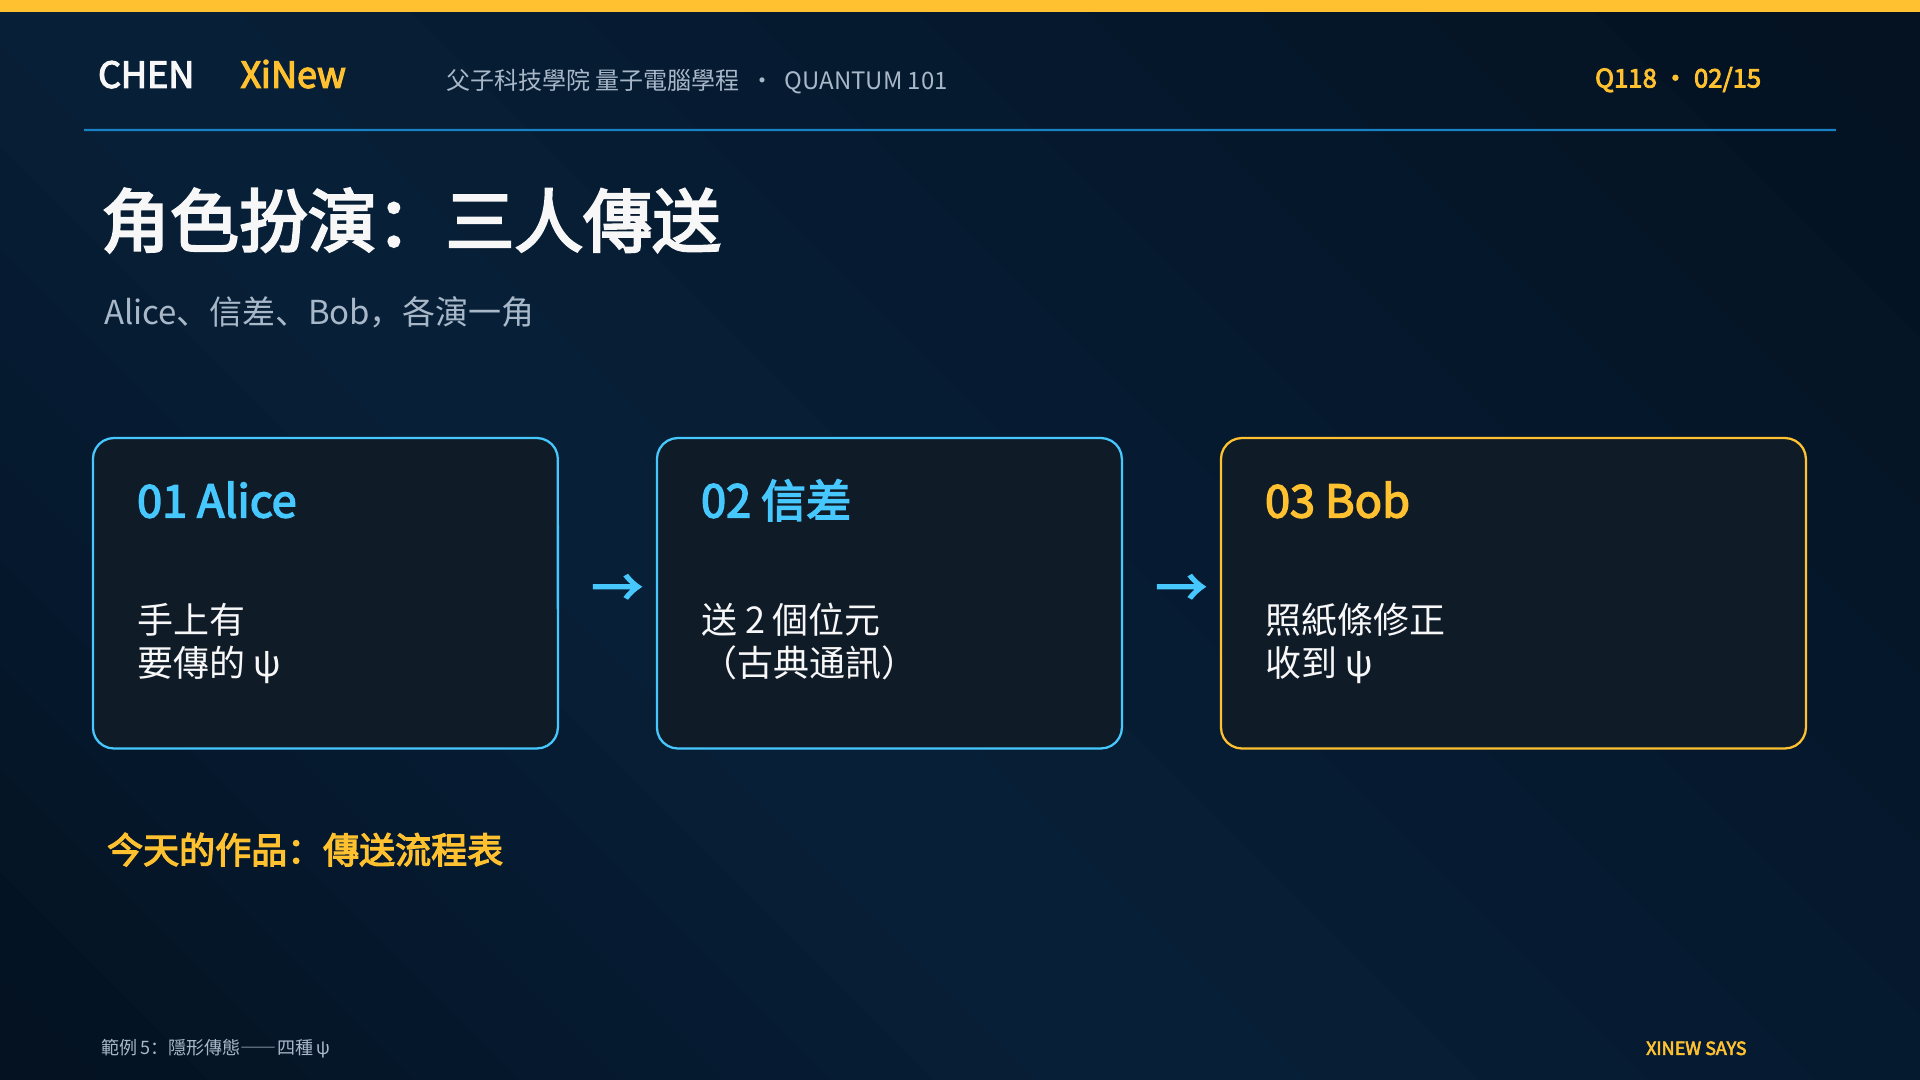 CHEN XiNew 父子科技學院 量子電腦學程 • QUANTUM 101 Q118 • 02/15
角色扮演：三人傳送
Alice、信差、Bob，各演一角
01 Alice
手上有
要傳的 ψ
→
02 信差
送 2 個位元
（古典通訊）
→
03 Bob
照紙條修正
收到 ψ
今天的作品：傳送流程表
範例 5：隱形傳態——四種 ψ
XINEW SAYS